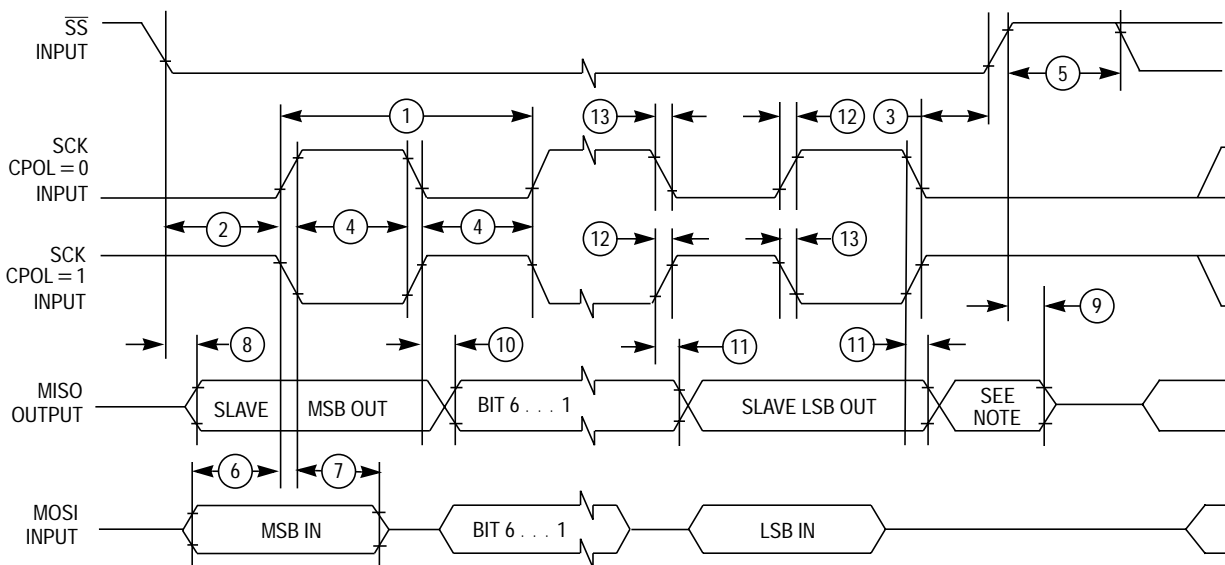 SS
INPUT
5
1
13
12
3
SCK
CPOL = 0
INPUT
2
4
4
12
13
SCK
CPOL = 1
INPUT
8
10
11
11
9
MISO
OUTPUT
SLAVE
MSB OUT
BIT 6 . . . 1
SLAVE LSB OUT
SEE
NOTE
6
7
MOSI
INPUT
MSB IN
BIT 6 . . . 1
LSB IN